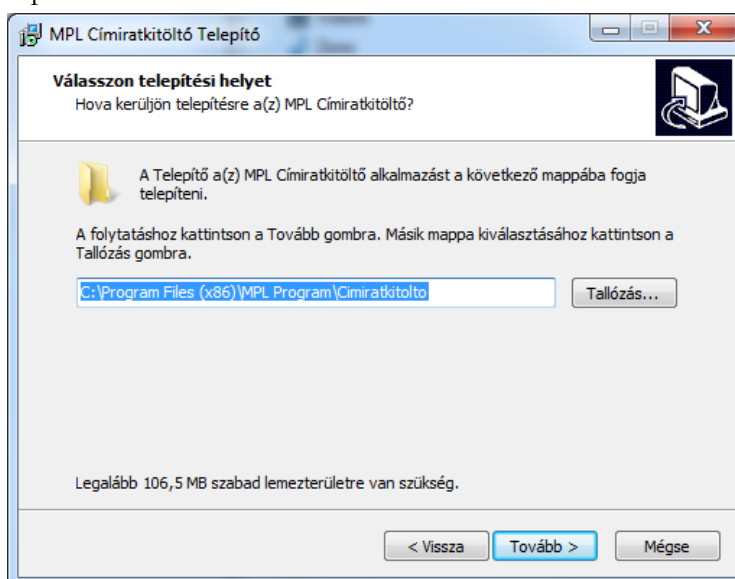 MPL Címiratkitöltő Telepítő
Válasszon telepítési helyet
Hova kerüljön telepítésre a(z) MPL Címiratkitöltő?
A Telepítő a(z) MPL Címiratkitöltő alkalmazást a következő mappába fogja
telepíteni.
A folytatáshoz kattintson a Tovább gombra. Másik mappa kiválasztásához kattintson a
Tallózás gombra.
C:\Program Files (x86)\MPL Program\Cimiratkitolto
Tallózás...
Legalább 106,5 MB szabad lemezterületre van szükség.
< Vissza
Tovább >
Mégse